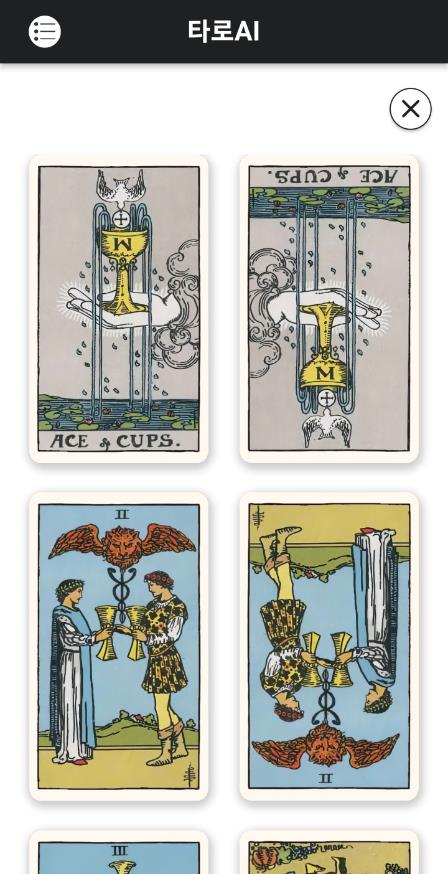 타로AI
ACE of CUPS.
ACE of CUPS.
II
II
III